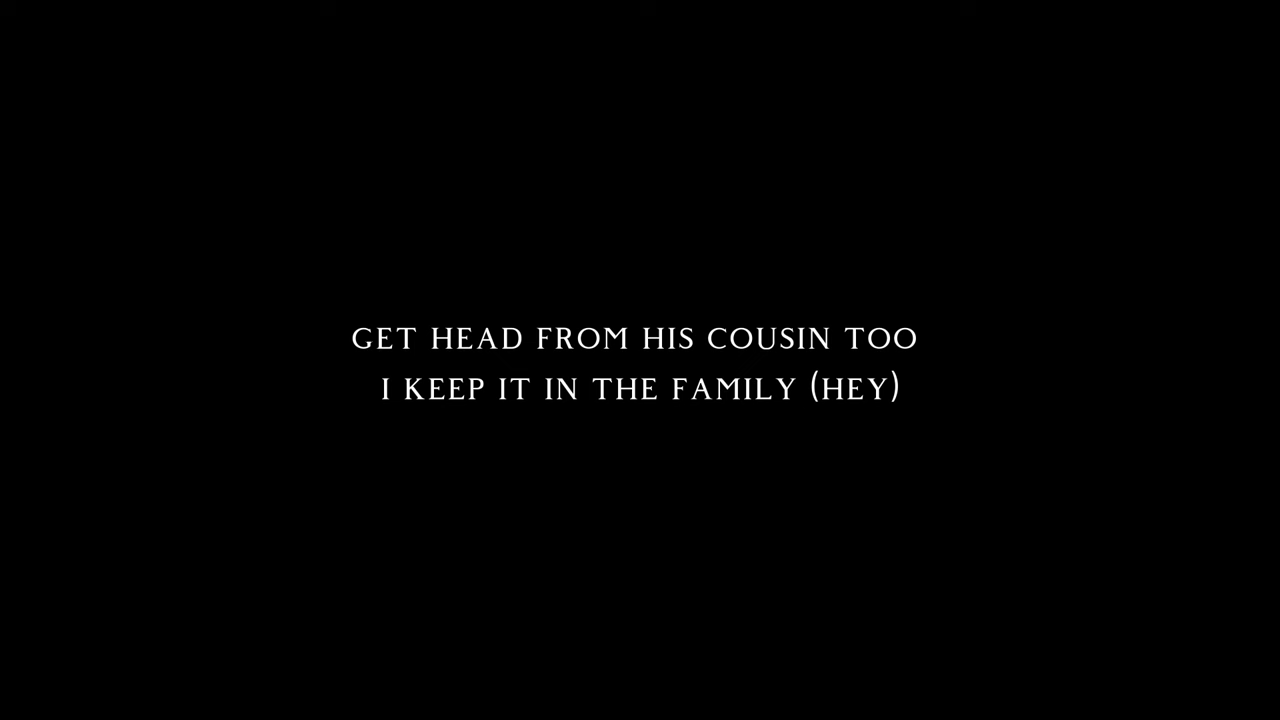 GET HEAD FROM HIS COUSIN TOO
I KEEP IT IN THE FAMILY (HEY)